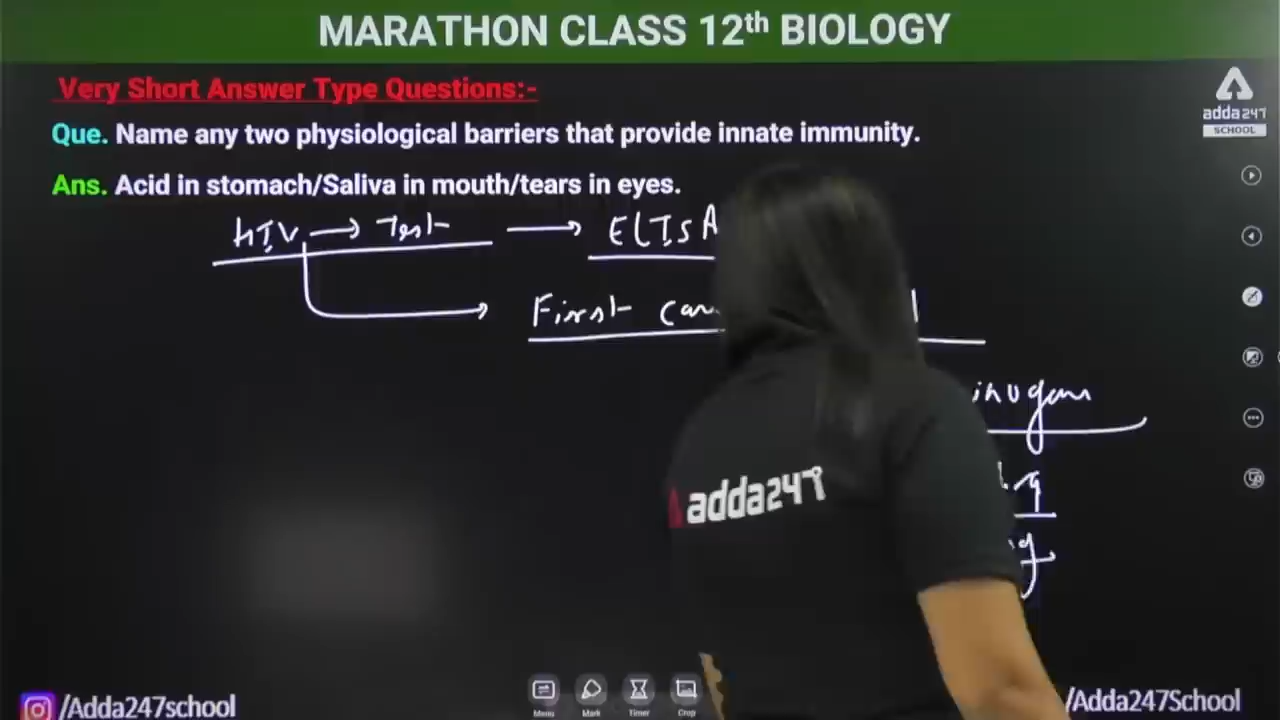 MARATHON CLASS 12th BIOLOGY
Very Short Answer Type Questions:-
adda247
SCHOOL
Que. Name any two physiological barriers that provide innate immunity.
Ans. Acid in stomach/Saliva in mouth/tears in eyes.
HIV → Test → ELISA
First
adda247
Menu
Mark
Timer
Crop
/Adda247school
/Adda247School